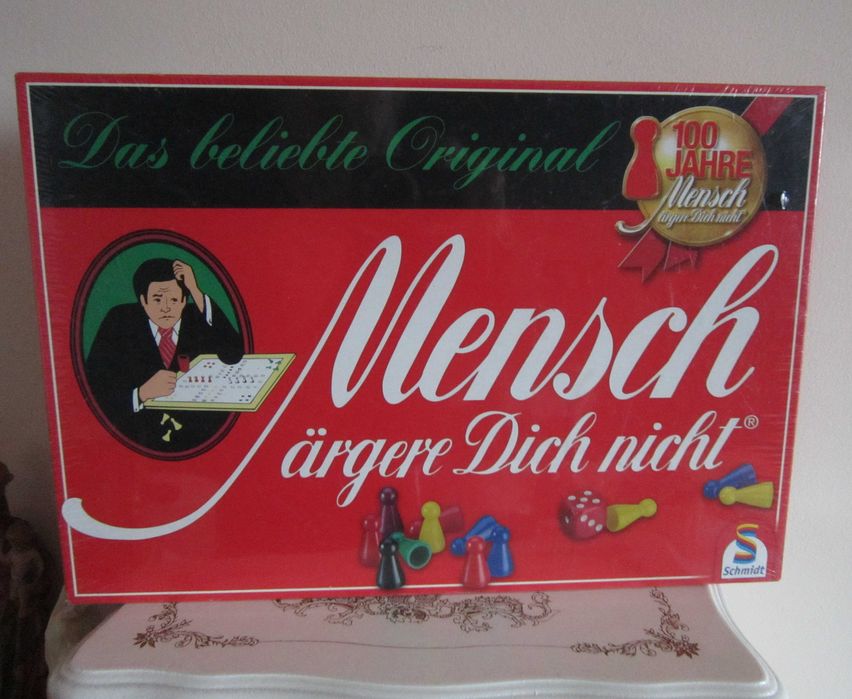 Das beliebte Original
100
JAHRE
Mensch
ärgere Dich nicht
Mensch
ärgere Dich nicht®
Schmidt